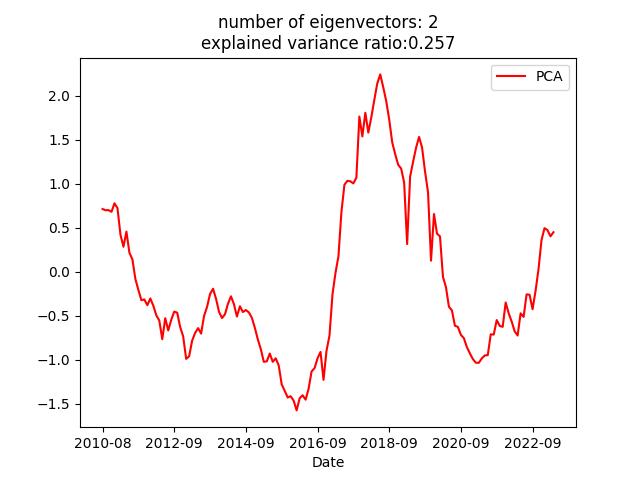 number of eigenvectors: 2
explained variance ratio:0.257
PCA
2.0
1.5
1.0
0.5
0.0
−0.5
−1.0
−1.5
2010-08 2012-09 2014-09 2016-09 2018-09 2020-09 2022-09
Date